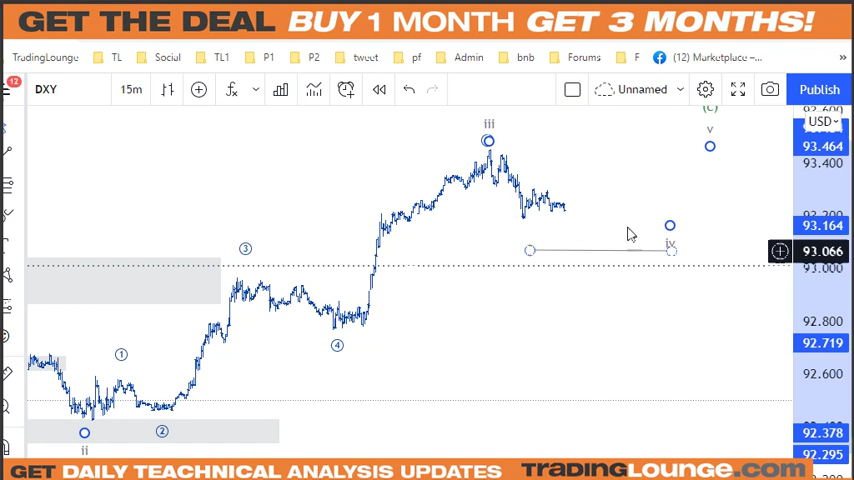 GET THE DEAL BUY 1 MONTH GET 3 MONTHS!
TradingLounge TL Social TL1 P1 P2 tweet pf Admin bnb Forums F (12) Marketplace –... »
12
DXY 15m fx Unnamed Publish
(c)
USD
iii
v
93.464
93.400
93.164
iv
3
93.066
93.000
92.800
92.719
4
1
92.600
2
ii
92.378
92.295
GET DAILY TEACHNICAL ANALYSIS UPDATES TRADINGLOUNGE.com